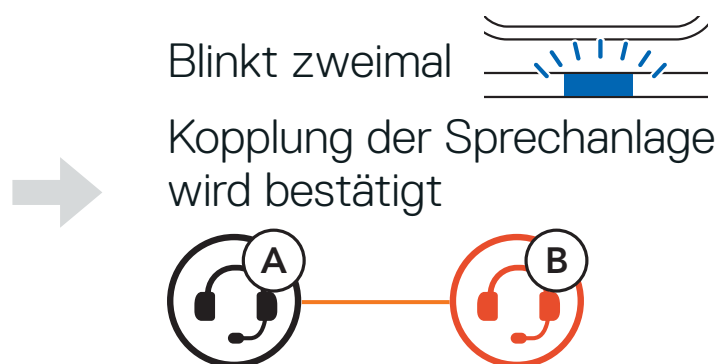 Blinkt zweimal
Kopplung der Sprechanlage
wird bestätigt
A
B